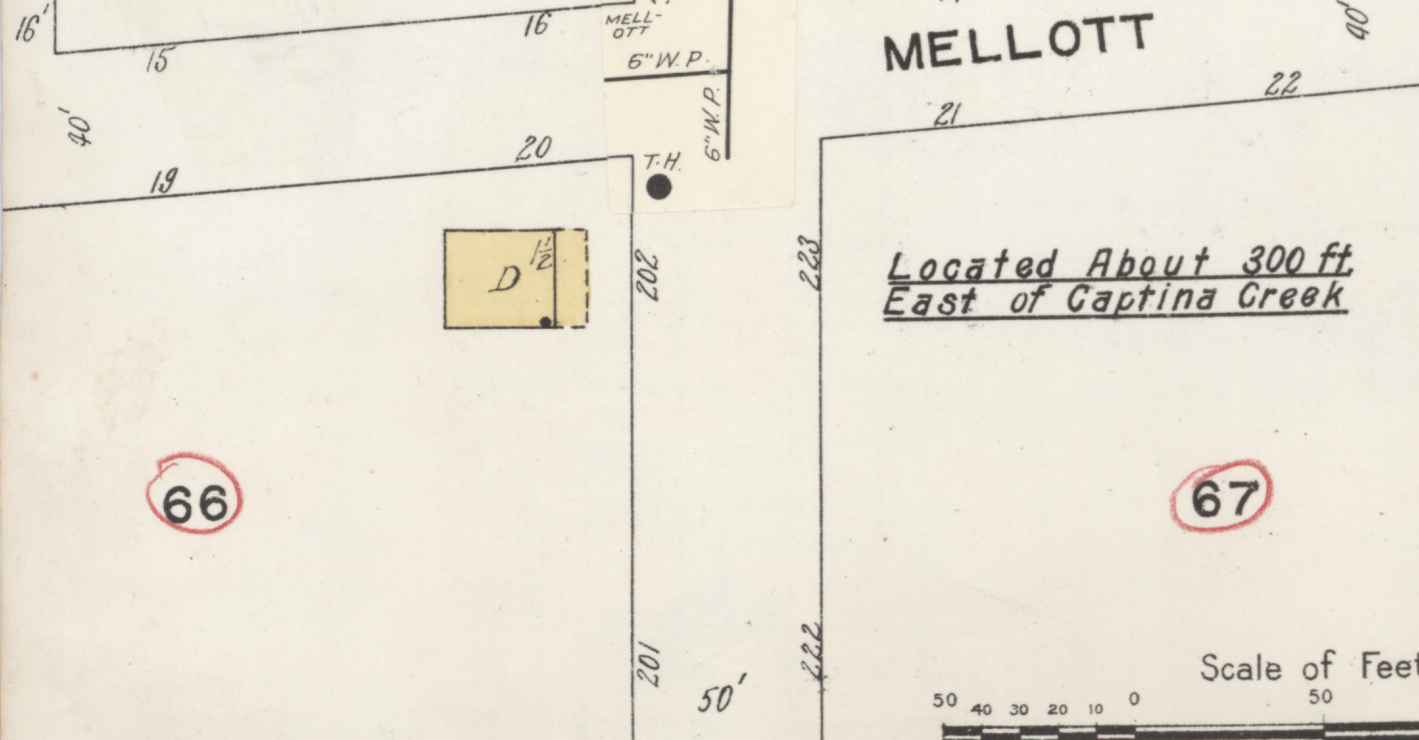 16'
15
16
MELL-
OTT
6" W. P.
6" W. P.
MELLOTT
40'
40'
19
20
T. H.
21
22
D
1½
202
223
Located About 300 ft.
East of Captina Creek
66
67
201
222
50'
Scale of Feet
50 40 30 20 10 0 50